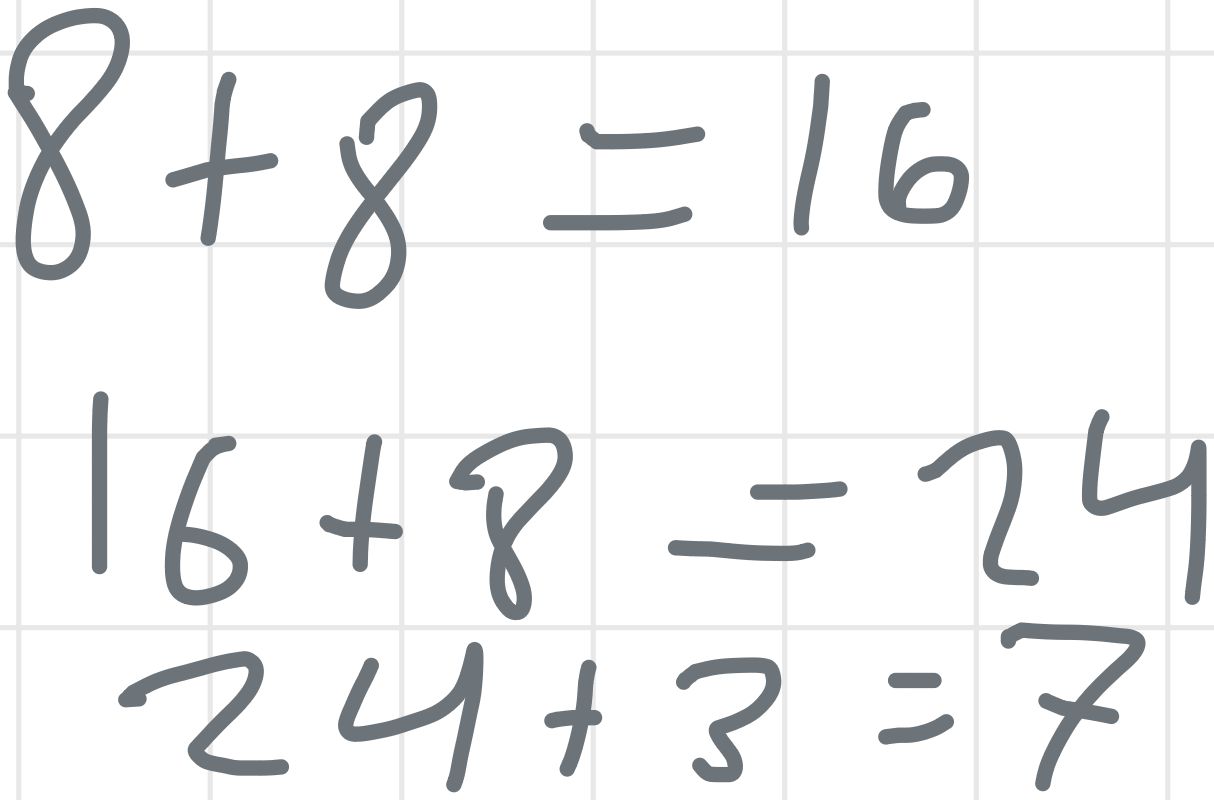 8 + 8 = 16
16 + 8 = 24
24 + 3 = 7